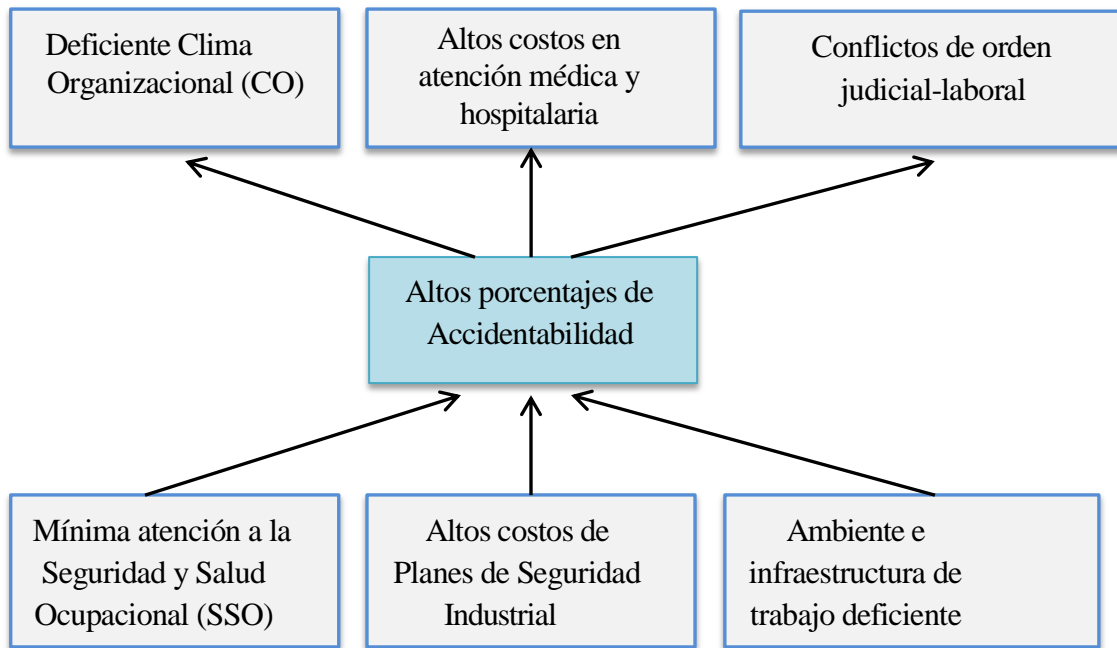 Deficiente Clima
Organizacional (CO)
Altos costos en
atención médica y
hospitalaria
Conflictos de orden
judicial-laboral
Altos porcentajes de
Accidentabilidad
Mínima atención a la
Seguridad y Salud
Ocupacional (SSO)
Altos costos de
Planes de Seguridad
Industrial
Ambiente e
infraestructura de
trabajo deficiente